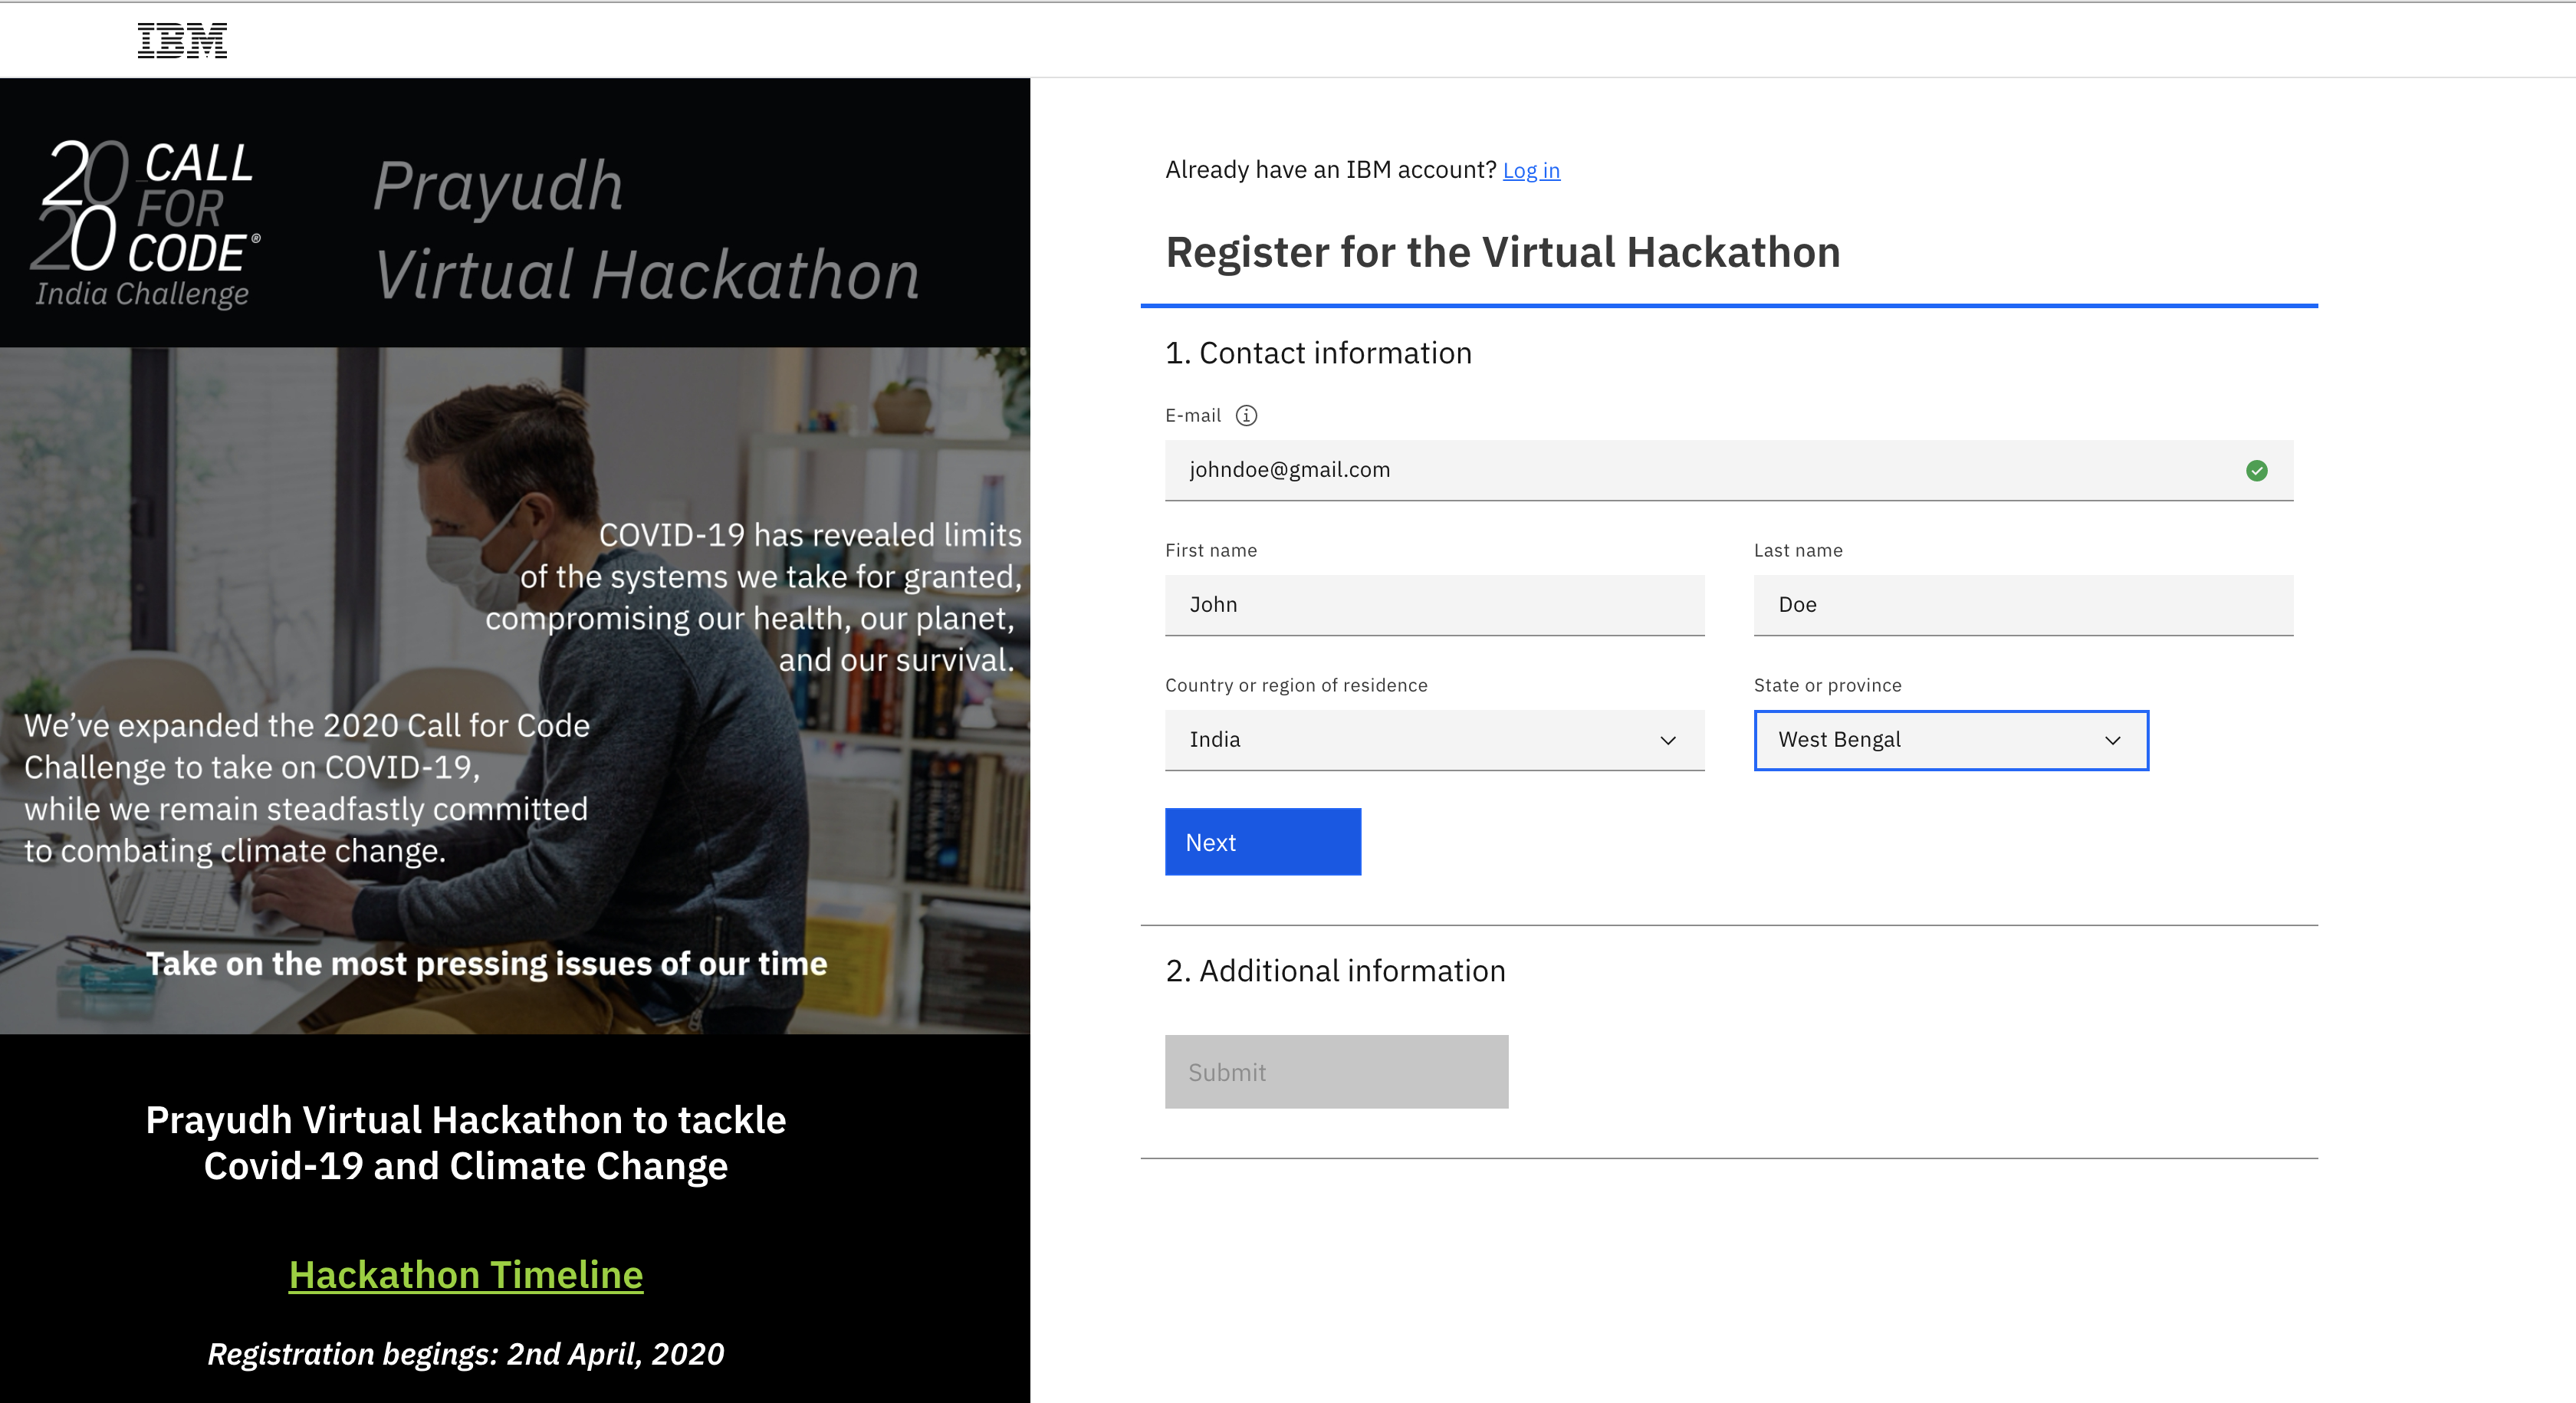 IBM
20 CALL
FOR
20 CODE®
India Challenge
Prayudh
Virtual Hackathon
COVID-19 has revealed limits
of the systems we take for granted,
compromising our health, our planet,
and our survival.
We’ve expanded the 2020 Call for Code
Challenge to take on COVID-19,
while we remain steadfastly committed
to combating climate change.
Take on the most pressing issues of our time
Prayudh Virtual Hackathon to tackle
Covid-19 and Climate Change
Hackathon Timeline
Registration begings: 2nd April, 2020
Already have an IBM account? Log in
Register for the Virtual Hackathon
1. Contact information
E-mail
johndoe@gmail.com
First name
Last name
John
Doe
Country or region of residence
State or province
India
West Bengal
Next
2. Additional information
Submit